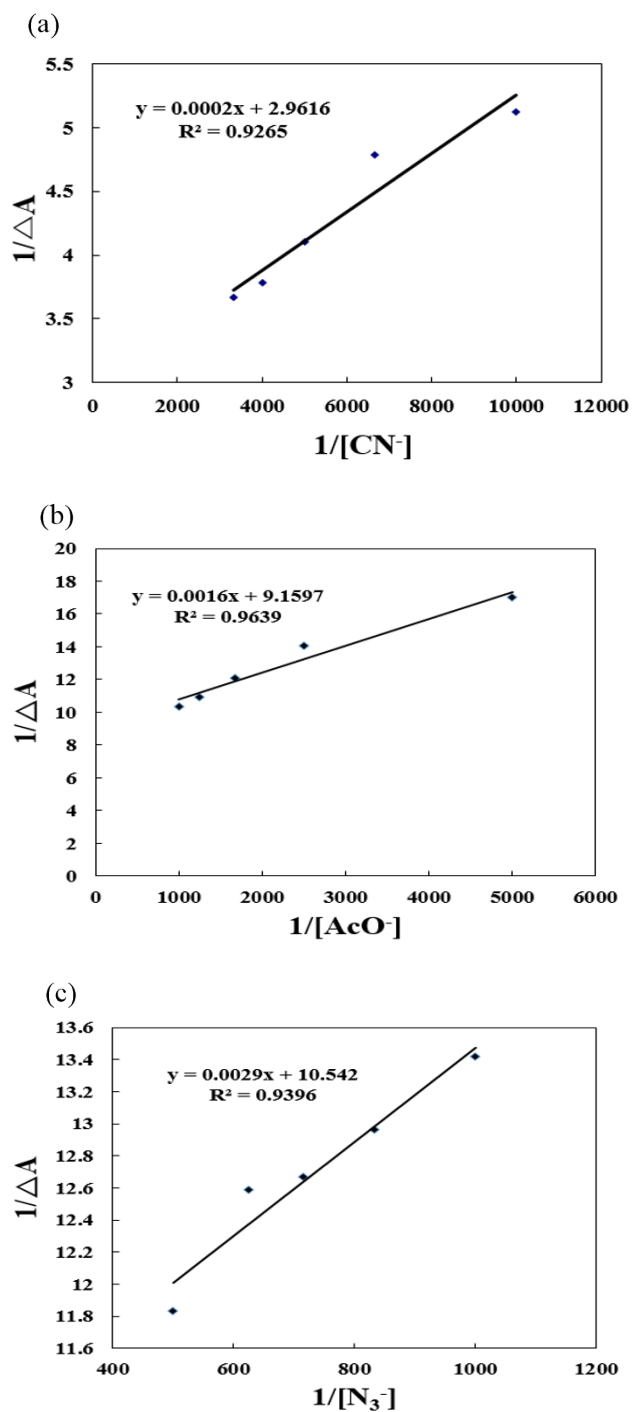 (a)
5.5
y = 0.0002x + 2.9616
R² = 0.9265
5
4.5
1/△A
4
3.5
3
0 2000 4000 6000 8000 10000 12000
1/[CN⁻]
(b)
20
18
y = 0.0016x + 9.1597
R² = 0.9639
16
14
12
1/△A
10
8
6
4
2
0
0 1000 2000 3000 4000 5000 6000
1/[AcO⁻]
(c)
13.6
13.4
y = 0.0029x + 10.542
R² = 0.9396
13.2
13
12.8
1/△A
12.6
12.4
12.2
12
11.8
11.6
400 600 800 1000 1200
1/[N₃⁻]